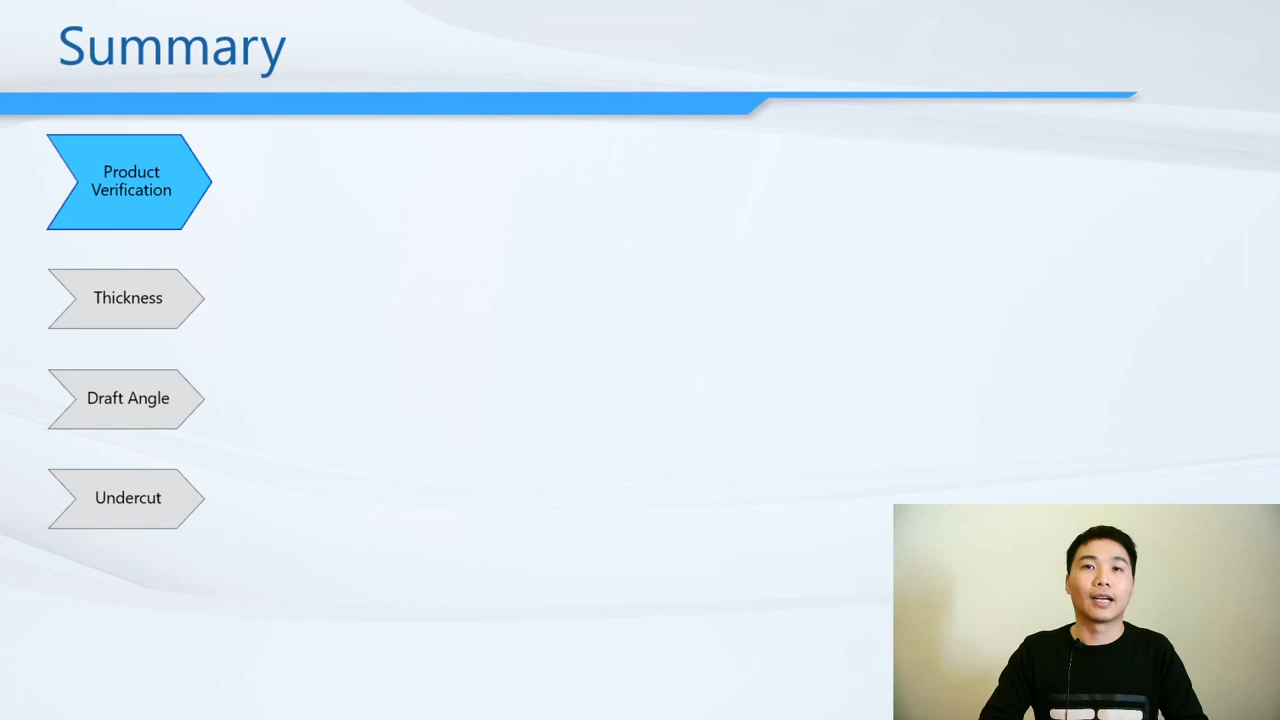 Summary
Product
Verification
Thickness
Draft Angle
Undercut